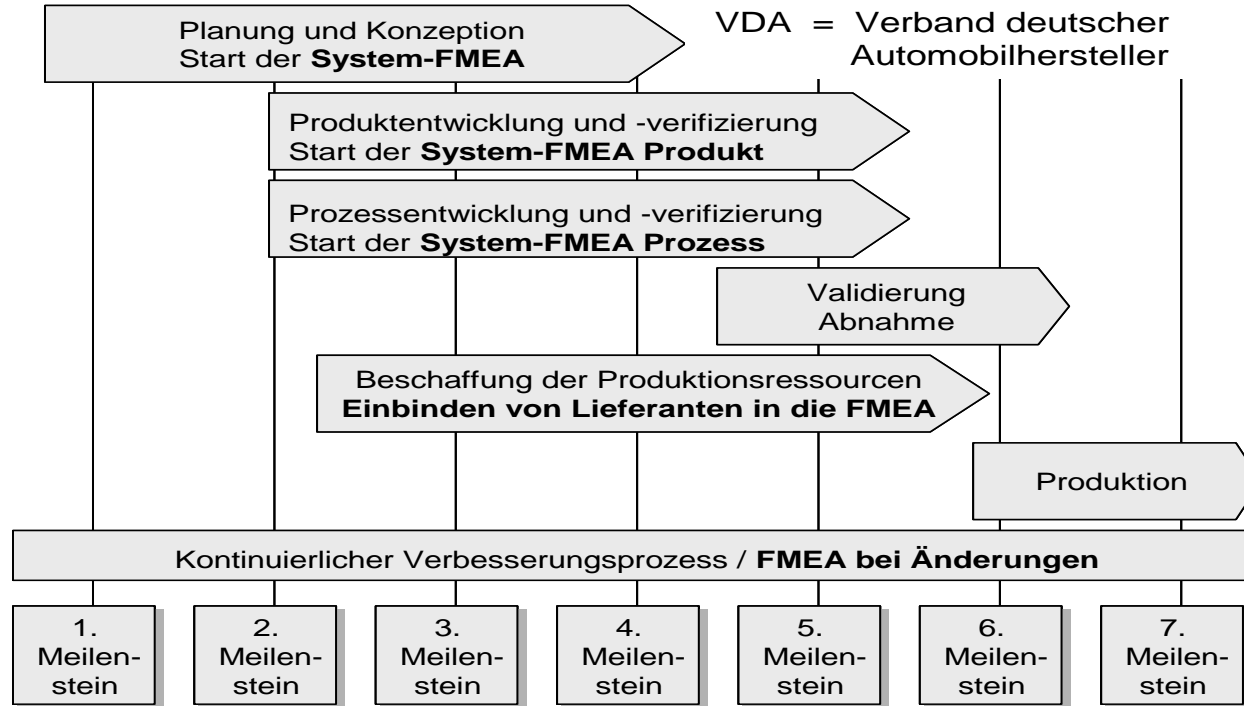 Planung und Konzeption
Start der System-FMEA
VDA = Verband deutscher
Automobilhersteller
Produktentwicklung und -verifizierung
Start der System-FMEA Produkt
Prozessentwicklung und -verifizierung
Start der System-FMEA Prozess
Validierung
Abnahme
Beschaffung der Produktionsressourcen
Einbinden von Lieferanten in die FMEA
Produktion
Kontinuierlicher Verbesserungsprozess / FMEA bei Änderungen
1.
Meilen-
stein
2.
Meilen-
stein
3.
Meilen-
stein
4.
Meilen-
stein
5.
Meilen-
stein
6.
Meilen-
stein
7.
Meilen-
stein